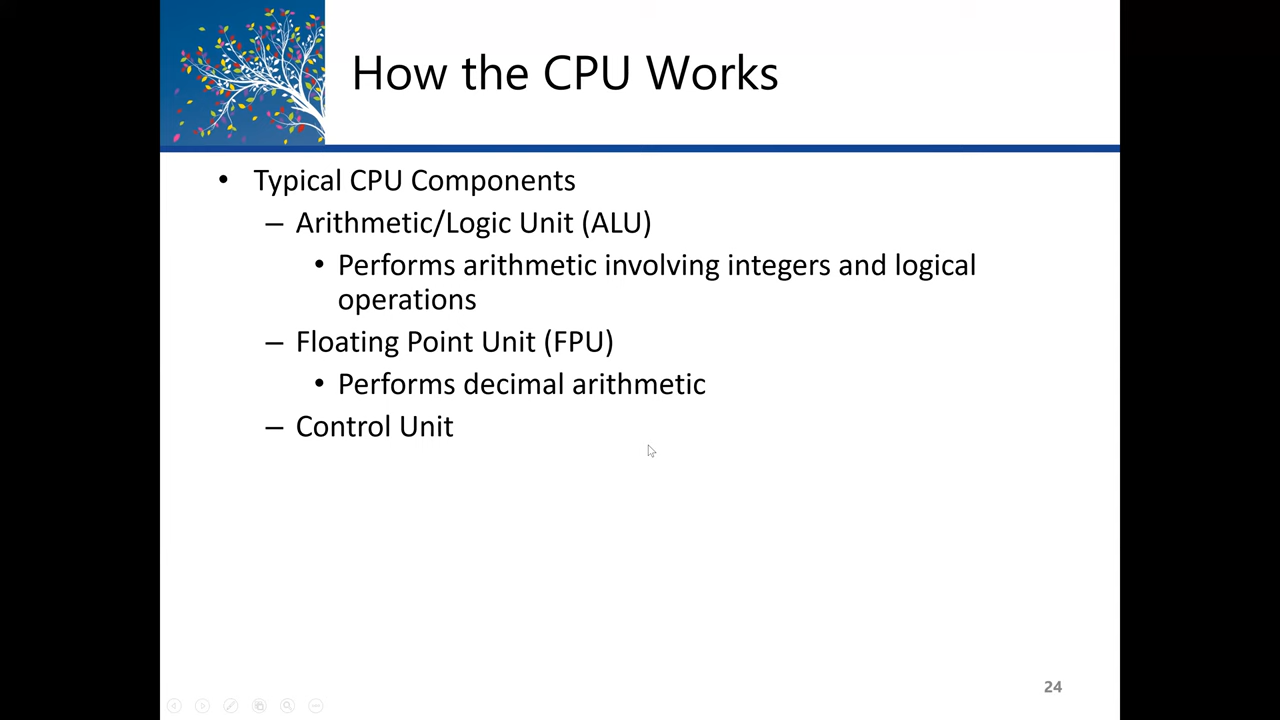 How the CPU Works
• Typical CPU Components
– Arithmetic/Logic Unit (ALU)
• Performs arithmetic involving integers and logical
operations
– Floating Point Unit (FPU)
• Performs decimal arithmetic
– Control Unit
24